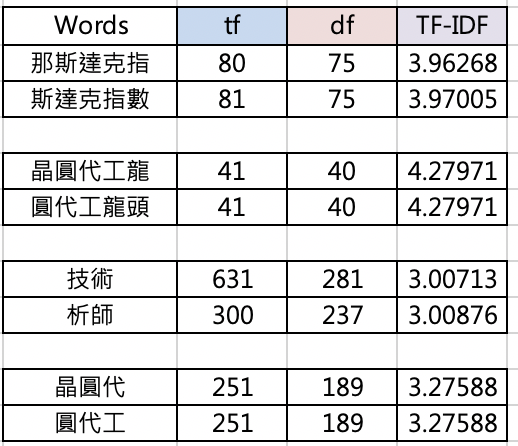 Words tf df TF-IDF
那斯達克指 80 75 3.96268
斯達克指數 81 75 3.97005
晶圓代工龍 41 40 4.27971
圓代工龍頭 41 40 4.27971
技術 631 281 3.00713
析師 300 237 3.00876
晶圓代 251 189 3.27588
圓代工 251 189 3.27588